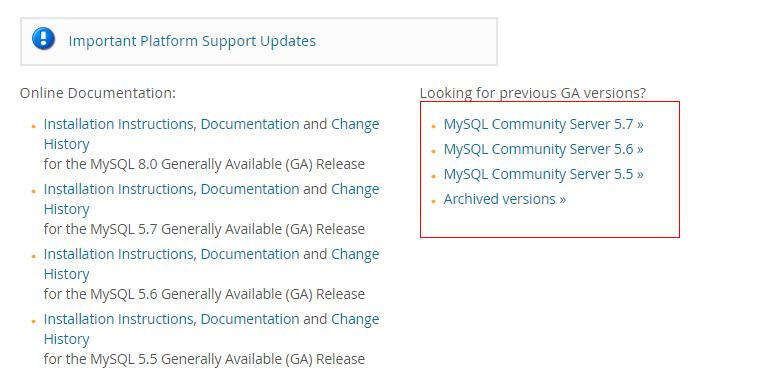 Important Platform Support Updates
Online Documentation:
Installation Instructions, Documentation and Change
History
for the MySQL 8.0 Generally Available (GA) Release
Installation Instructions, Documentation and Change
History
for the MySQL 5.7 Generally Available (GA) Release
Installation Instructions, Documentation and Change
History
for the MySQL 5.6 Generally Available (GA) Release
Installation Instructions, Documentation and Change
History
for the MySQL 5.5 Generally Available (GA) Release
Looking for previous GA versions?
MySQL Community Server 5.7 »
MySQL Community Server 5.6 »
MySQL Community Server 5.5 »
Archived versions »